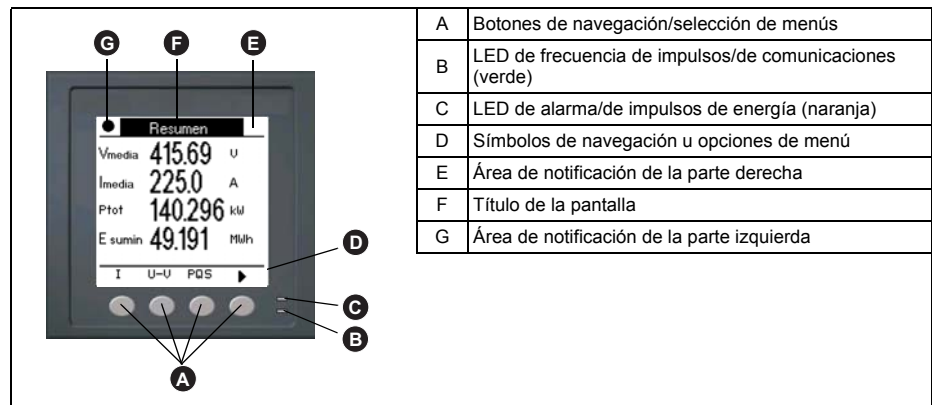 G
F
E
Resumen
Vmedia 415.69 V
Imedia 225.0 A
Ptot 140.296 kW
E sumin 49.191 MWh
I U-V PQS
D
C
B
A
A Botones de navegación/selección de menús
B LED de frecuencia de impulsos/de comunicaciones
(verde)
C LED de alarma/de impulsos de energía (naranja)
D Símbolos de navegación u opciones de menú
E Área de notificación de la parte derecha
F Título de la pantalla
G Área de notificación de la parte izquierda